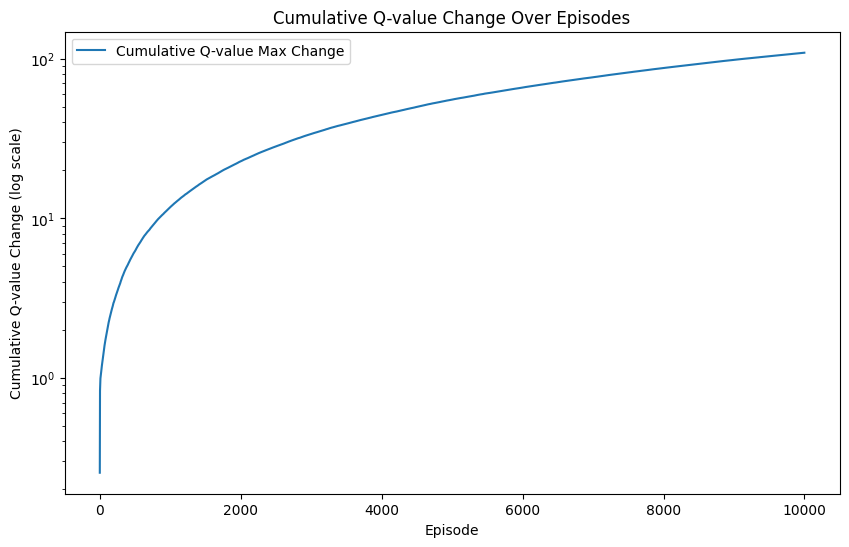 Cumulative Q-value Change Over Episodes
Cumulative Q-value Max Change
Cumulative Q-value Change (log scale)
10²
10¹
10⁰
0 2000 4000 6000 8000 10000
Episode